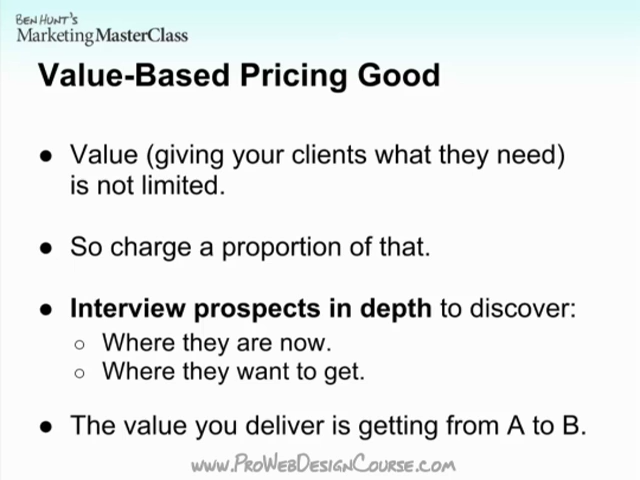 BEN HUNT'S
Marketing MasterClass
Value-Based Pricing Good
● Value (giving your clients what they need)
is not limited.
● So charge a proportion of that.
● Interview prospects in depth to discover:
○ Where they are now.
○ Where they want to get.
● The value you deliver is getting from A to B.
www.ProWebDesignCourse.com